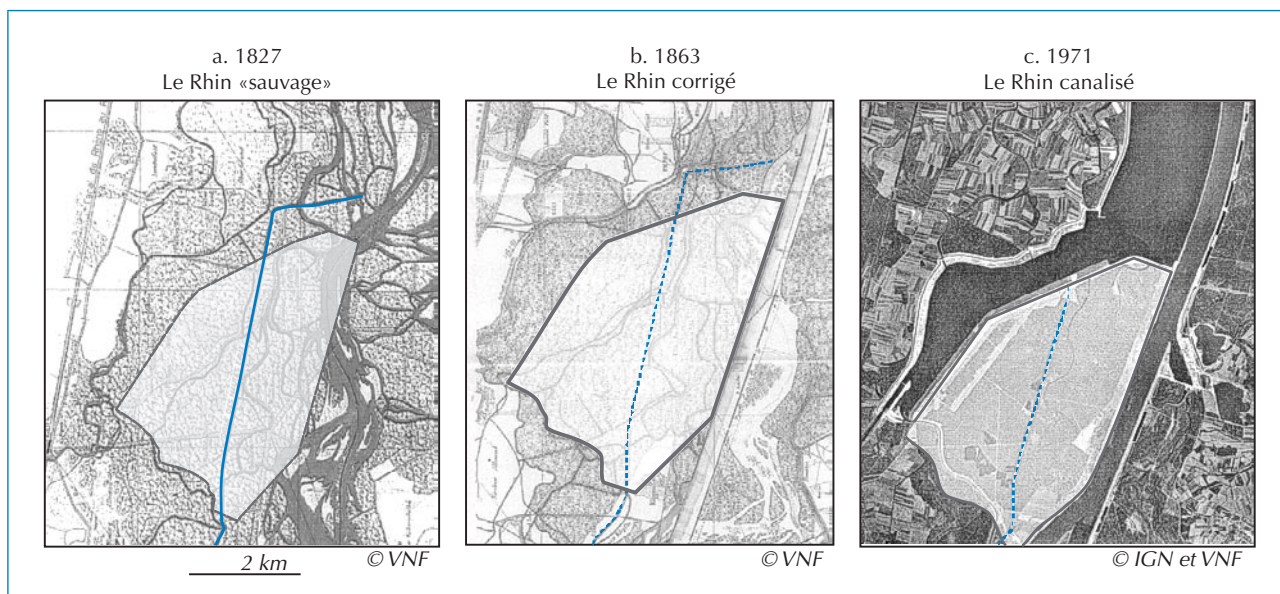 a. 1827
Le Rhin «sauvage»
b. 1863
Le Rhin corrigé
c. 1971
Le Rhin canalisé
2 km
© VNF
© VNF
© IGN et VNF